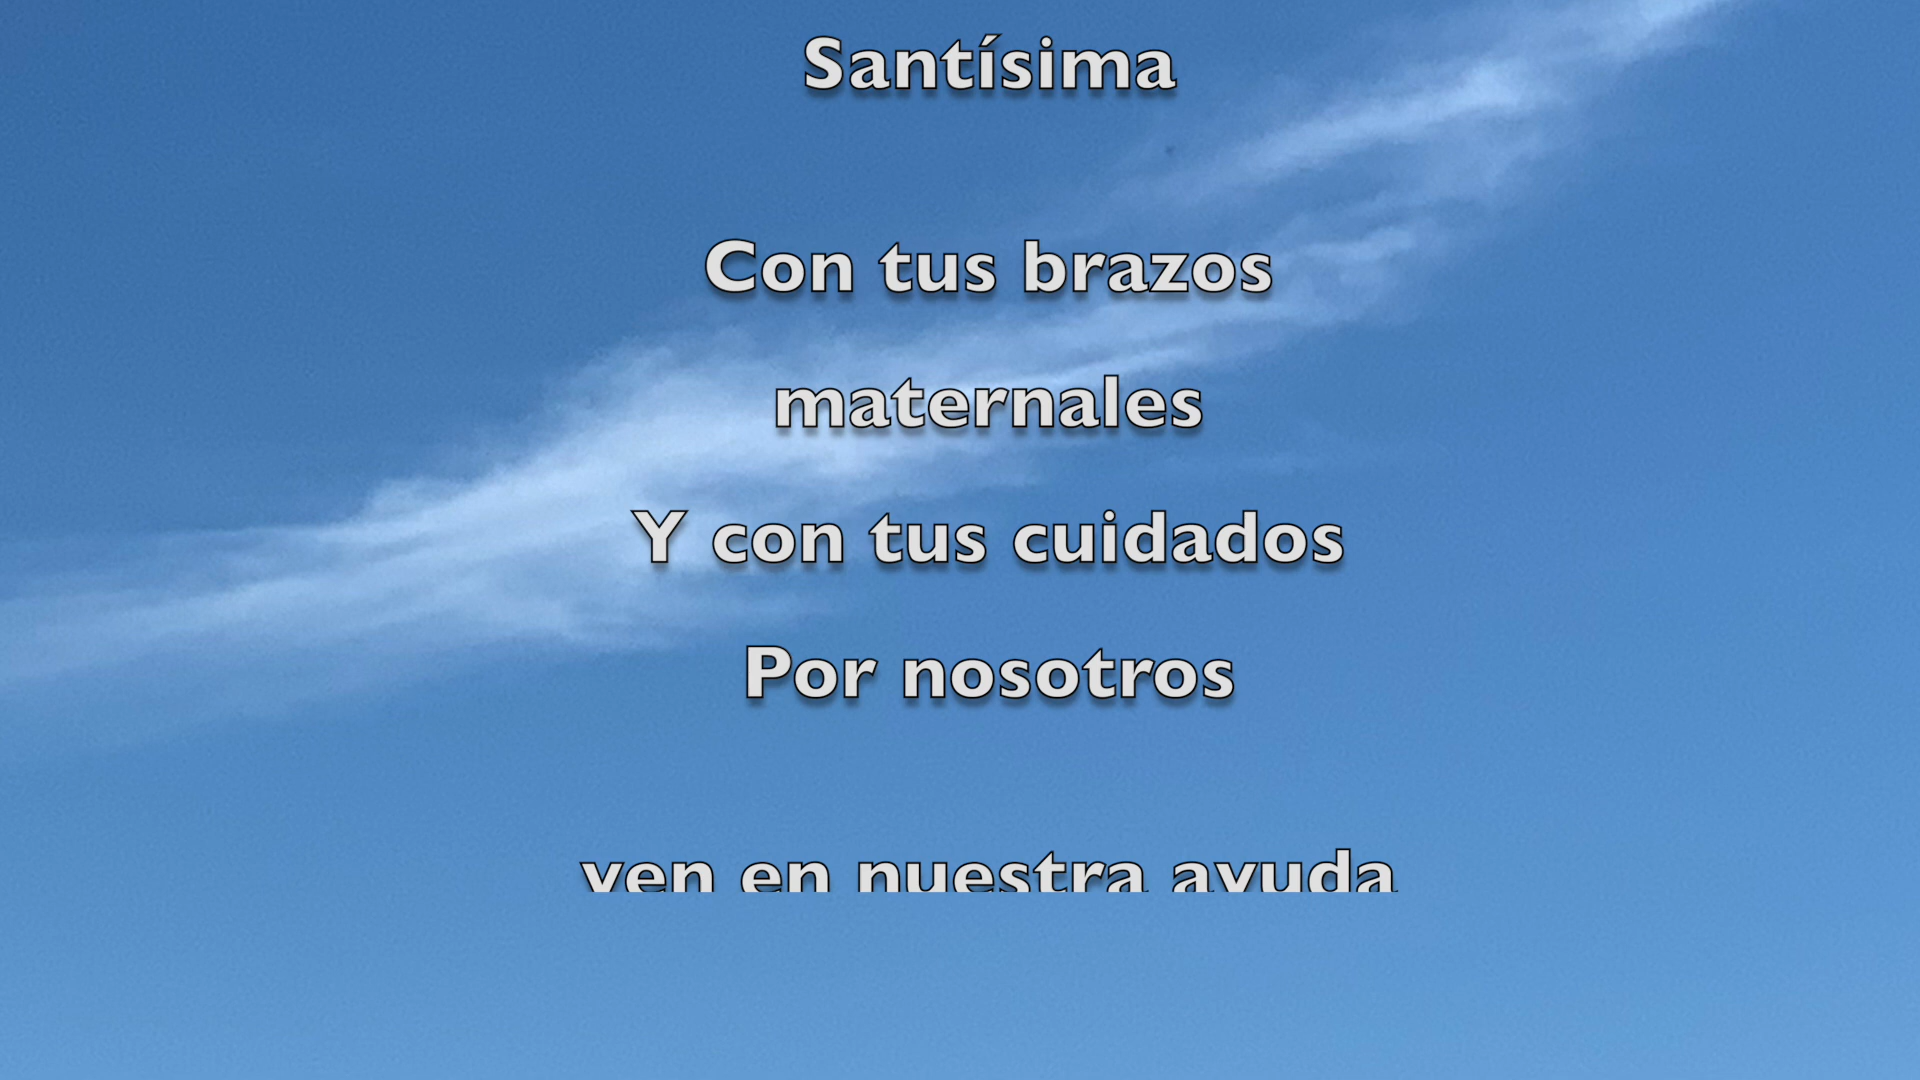 Santísima
Con tus brazos
maternales
Y con tus cuidados
Por nosotros
ven en nuestra ayuda